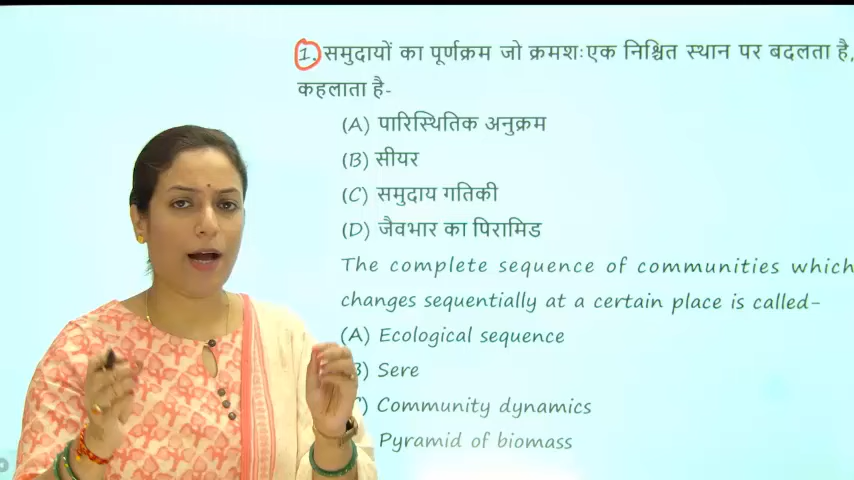 1. समुदायों का पूर्णक्रम जो क्रमशः एक निश्चित स्थान पर बदलता है,
कहलाता है-
(A) पारिस्थितिक अनुक्रम
(B) सीयर
(C) समुदाय गतिकी
(D) जैवभार का पिरामिड
The complete sequence of communities which
changes sequentially at a certain place is called-
(A) Ecological sequence
) Sere
) Community dynamics
Pyramid of biomass